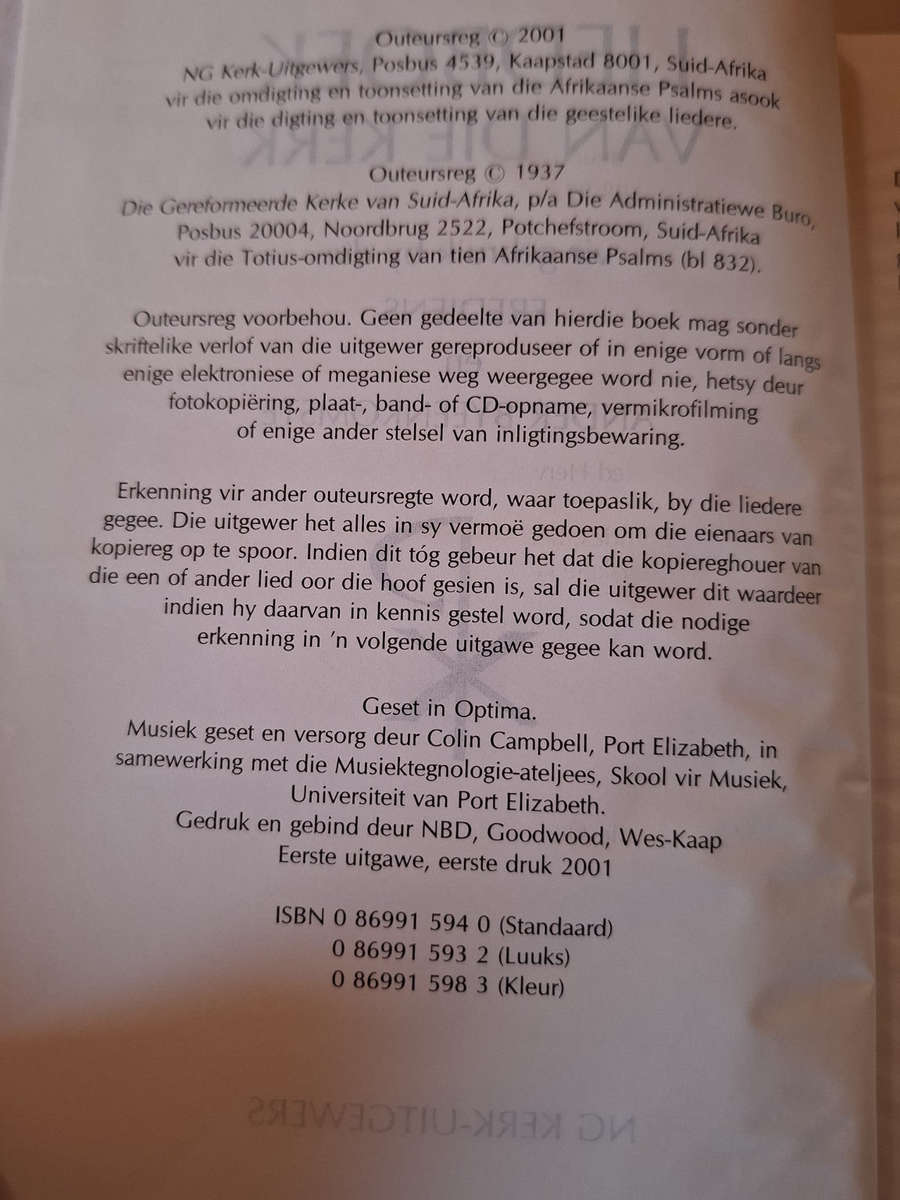 Outeursreg © 2001
NG Kerk-Uitgewers, Posbus 4539, Kaapstad 8001, Suid-Afrika
vir die omdigting en toonsetting van die Afrikaanse Psalms asook
vir die digting en toonsetting van die geestelike liedere.
Outeursreg © 1937
Die Gereformeerde Kerke van Suid-Afrika, p/a Die Administratiewe Buro,
Posbus 20004, Noordbrug 2522, Potchefstroom, Suid-Afrika
vir die Totius-omdigting van tien Afrikaanse Psalms (bl 832).
Outeursreg voorbehou. Geen gedeelte van hierdie boek mag sonder
skriftelike verlof van die uitgewer gereproduseer of in enige vorm of langs
enige elektroniese of meganiese weg weergegee word nie, hetsy deur
fotokopiëring, plaat-, band- of CD-opname, vermikrofilming
of enige ander stelsel van inligtingsbewaring.
Erkenning vir ander outeursregte word, waar toepaslik, by die liedere
gegee. Die uitgewer het alles in sy vermoë gedoen om die eienaars van
kopiereg op te spoor. Indien dit tóg gebeur het dat die kopiereghouer van
die een of ander lied oor die hoof gesien is, sal die uitgewer dit waardeer
indien hy daarvan in kennis gestel word, sodat die nodige
erkenning in 'n volgende uitgawe gegee kan word.
Geset in Optima.
Musiek geset en versorg deur Colin Campbell, Port Elizabeth, in
samewerking met die Musiektegnologie-ateljees, Skool vir Musiek,
Universiteit van Port Elizabeth.
Gedruk en gebind deur NBD, Goodwood, Wes-Kaap
Eerste uitgawe, eerste druk 2001
ISBN 0 86991 594 0 (Standaard)
0 86991 593 2 (Luuks)
0 86991 598 3 (Kleur)
NG KERK-UITGEWERS